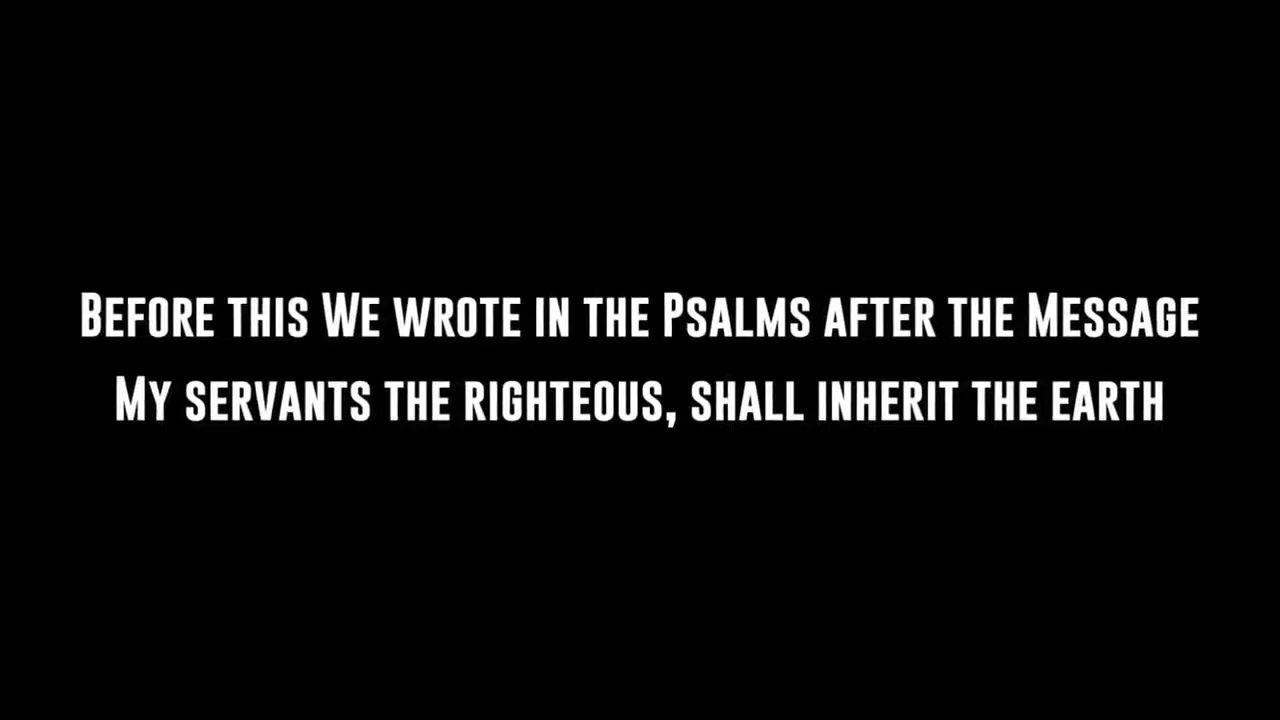 Before this We wrote in the Psalms after the Message
My servants the righteous, shall inherit the earth